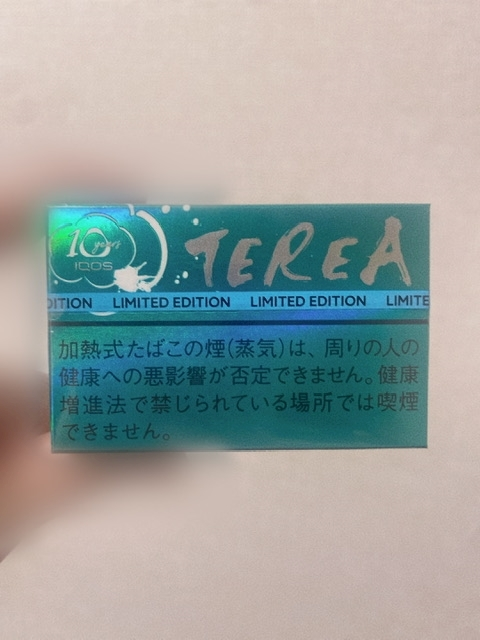 10 years
IQOS
TEREA
DITION LIMITED EDITION LIMITED EDITION LIMITE
加熱式たばこの煙(蒸気)は、周りの人の
健康への悪影響が否定できません。健康
増進法で禁じられている場所では喫煙
できません。